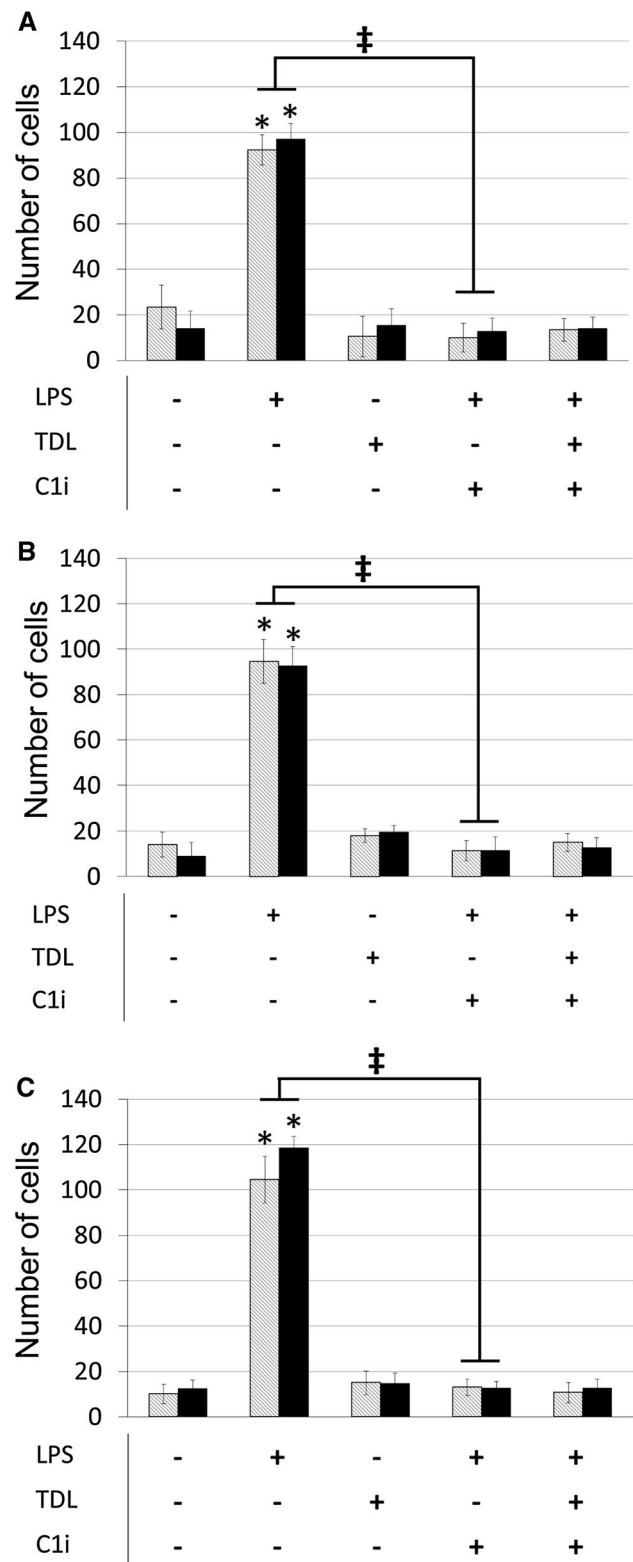 A
‡
140
120
* *
100
80
60
40
20
0
Number of cells
LPS - + - + +
TDL - - + - +
C1i - - - + +
B
‡
140
120
* *
100
80
60
40
20
0
Number of cells
LPS - + - + +
TDL - - + - +
C1i - - - + +
C
‡
140
120
* *
100
80
60
40
20
0
Number of cells
LPS - + - + +
TDL - - + - +
C1i - - - + +